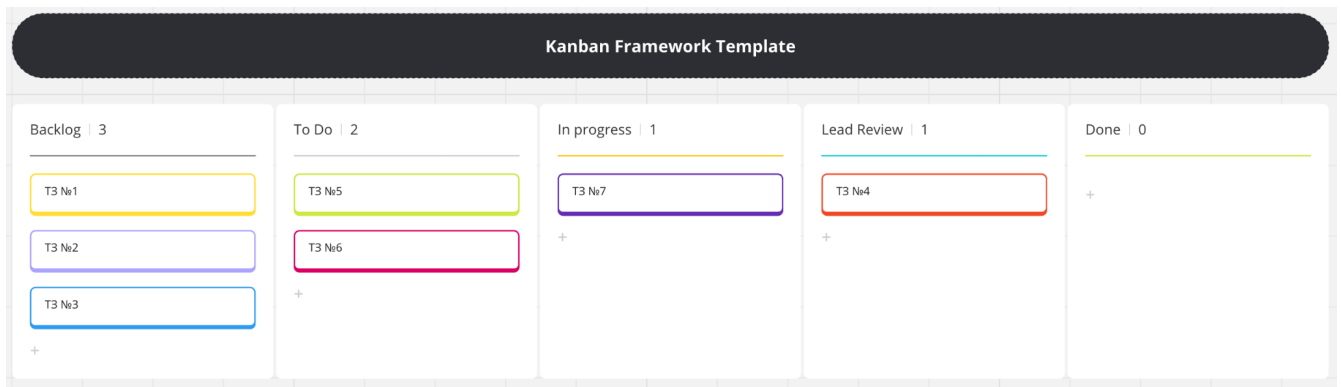 Kanban Framework Template
Backlog | 3
ТЗ №1
ТЗ №2
ТЗ №3
+
To Do | 2
ТЗ №5
ТЗ №6
+
In progress | 1
ТЗ №7
+
Lead Review | 1
ТЗ №4
+
Done | 0
+